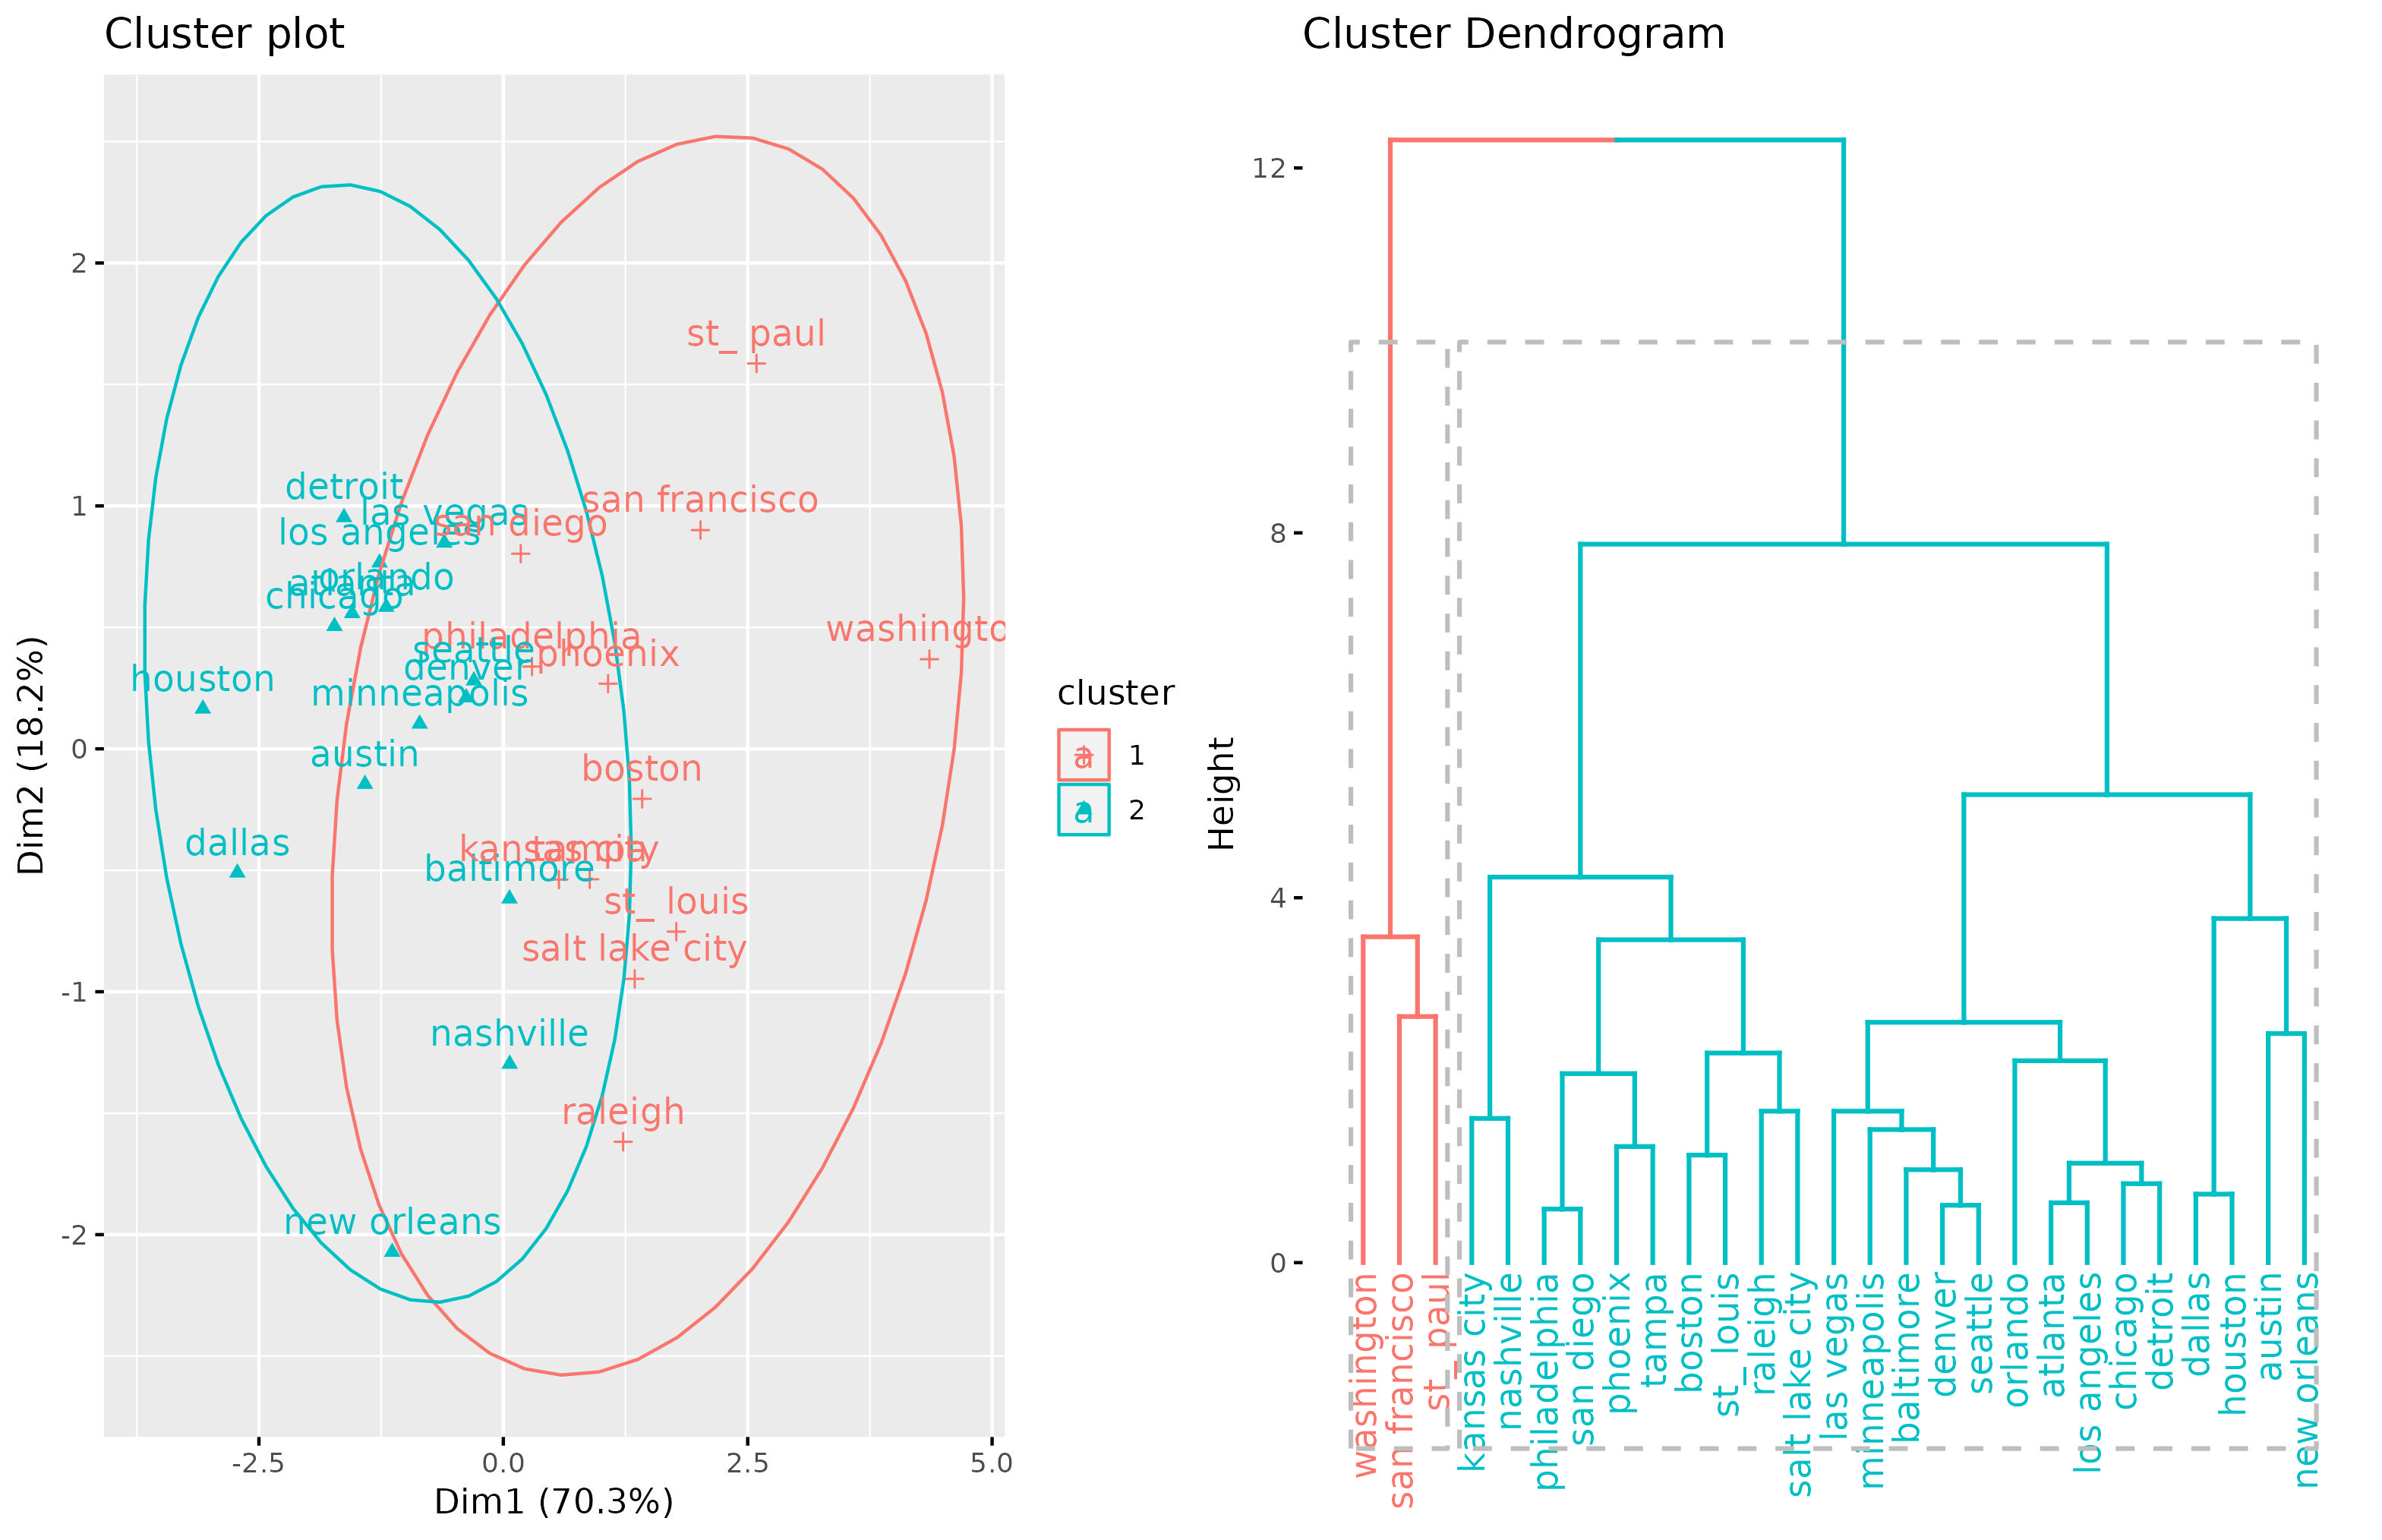 Cluster plot
Dim2 (18.2%)
2
1
0
-1
-2
st_ paul
detroit
san francisco
las vegas
san diego
los angeles
orlando
atlanta
chicago
philadelphia
washingto
seattle
phoenix
denver
houston
minneapolis
austin
boston
dallas
kansas city
tampa
baltimore
st_ louis
salt lake city
nashville
raleigh
new orleans
-2.5
0.0
2.5
5.0
Dim1 (70.3%)
cluster
a 1
a 2
Cluster Dendrogram
Height
12
8
4
0
washington
san francisco
st_ paul
kansas city
nashville
philadelphia
san diego
phoenix
tampa
boston
st_ louis
raleigh
salt lake city
las vegas
minneapolis
baltimore
denver
seattle
orlando
atlanta
los angeles
chicago
detroit
dallas
houston
austin
new orleans